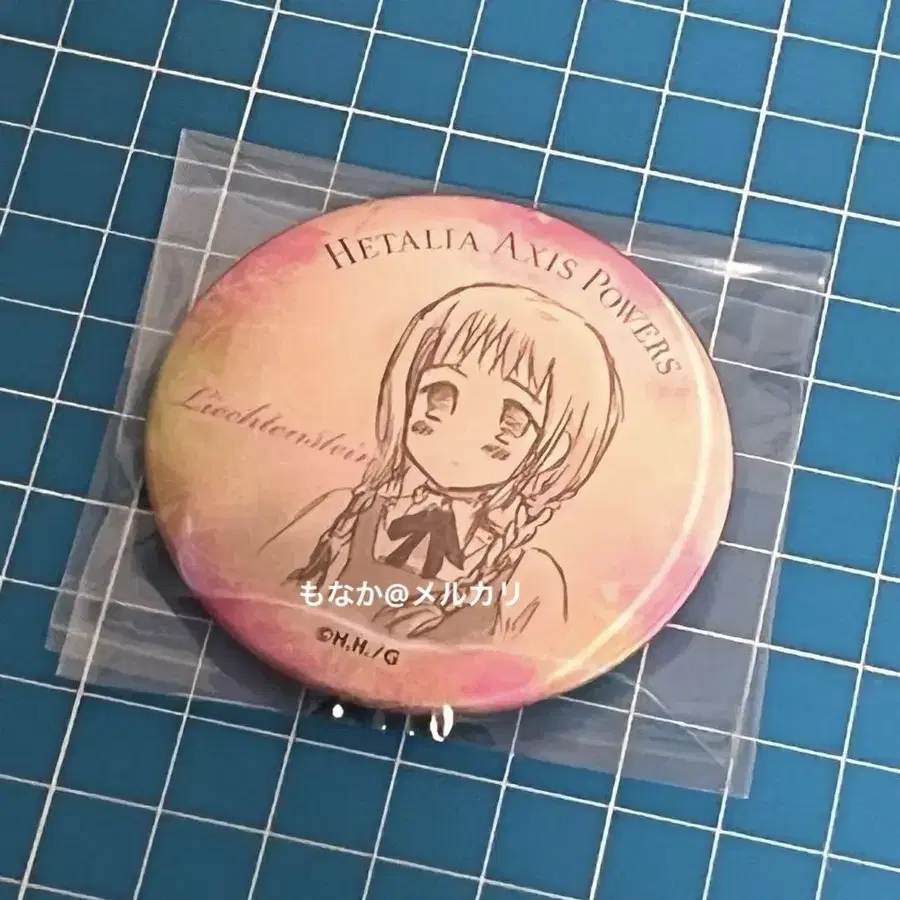 HETALIA AXIS POWERS
Liechtenstein
もなか@メルカリ
©H.H./G